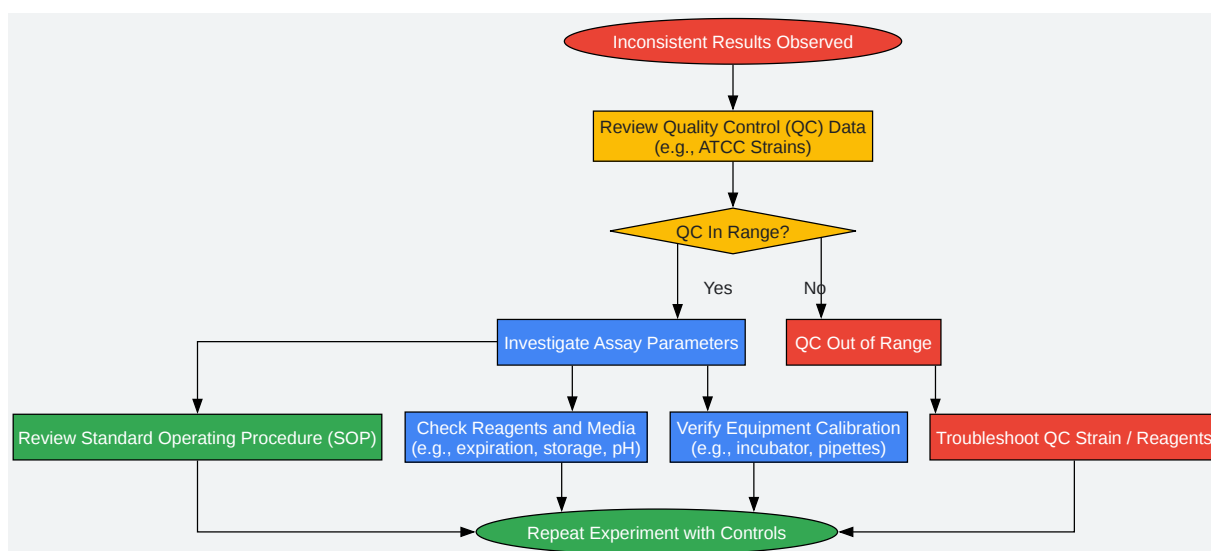 Inconsistent Results Observed
Review Quality Control (QC) Data
(e.g., ATCC Strains)
QC In Range?
Yes
No
Investigate Assay Parameters
QC Out of Range
Review Standard Operating Procedure (SOP)
Check Reagents and Media
(e.g., expiration, storage, pH)
Verify Equipment Calibration
(e.g., incubator, pipettes)
Troubleshoot QC Strain / Reagents
Repeat Experiment with Controls